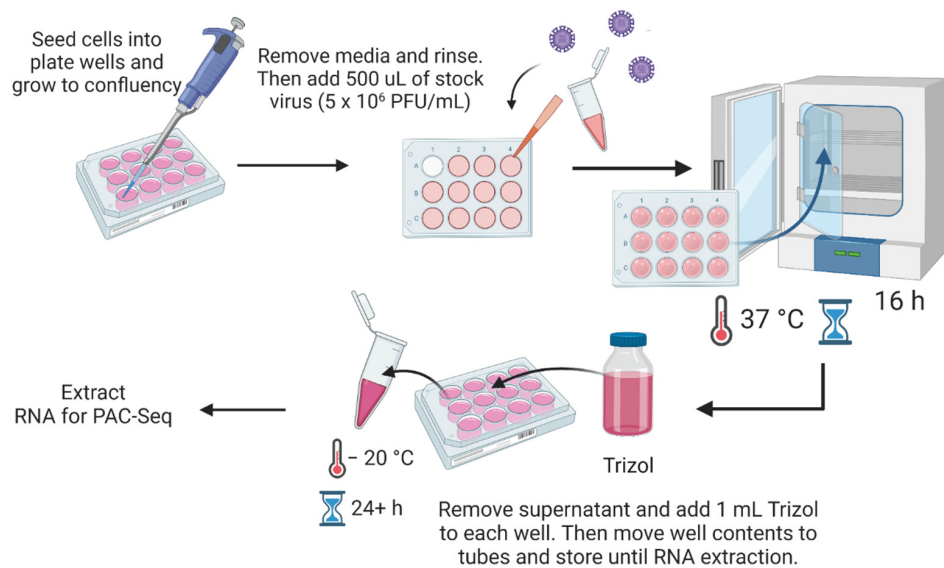 Seed cells into
plate wells and
grow to confluency
Remove media and rinse.
Then add 500 uL of stock
virus (5 x 10⁶ PFU/mL)
1 2 3 4
A
B
C
1 2 3 4
A
B
C
37 °C
16 h
Extract
RNA for PAC-Seq
− 20 °C
24+ h
Trizol
Remove supernatant and add 1 mL Trizol
to each well. Then move well contents to
tubes and store until RNA extraction.